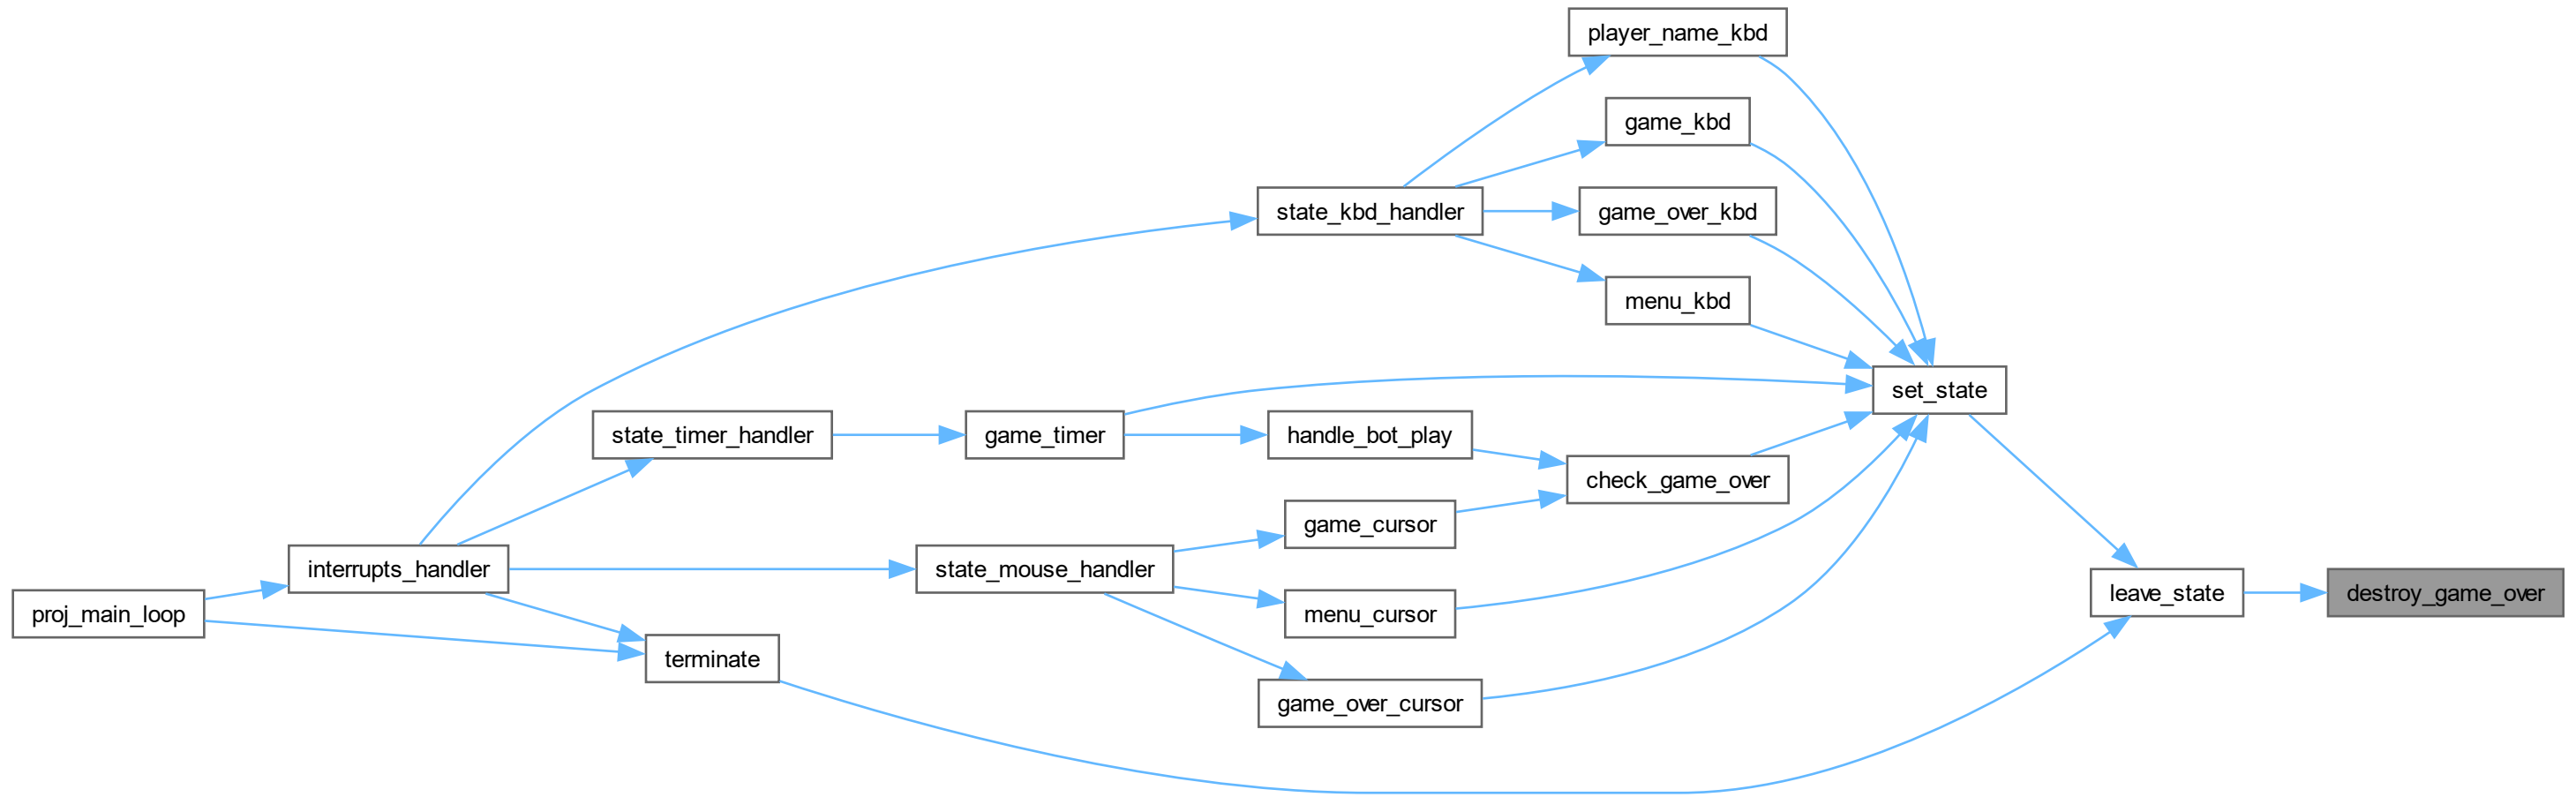 player_name_kbd
game_kbd
state_kbd_handler
game_over_kbd
menu_kbd
set_state
state_timer_handler
game_timer
handle_bot_play
check_game_over
game_cursor
interrupts_handler
state_mouse_handler
leave_state
destroy_game_over
proj_main_loop
menu_cursor
terminate
game_over_cursor